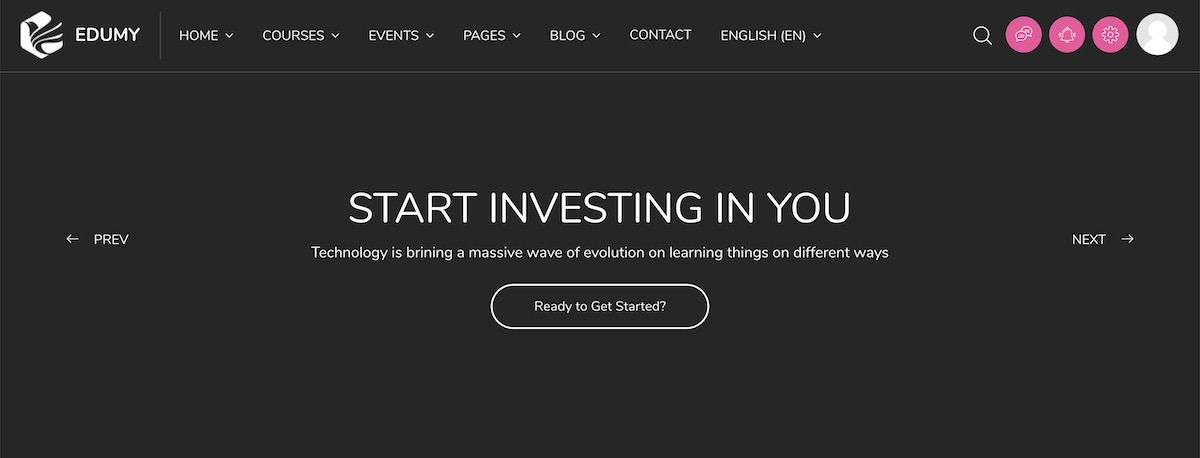 EDUMY HOME COURSES EVENTS PAGES BLOG CONTACT ENGLISH (EN)
START INVESTING IN YOU
PREV
NEXT
Technology is brining a massive wave of evolution on learning things on different ways
Ready to Get Started?